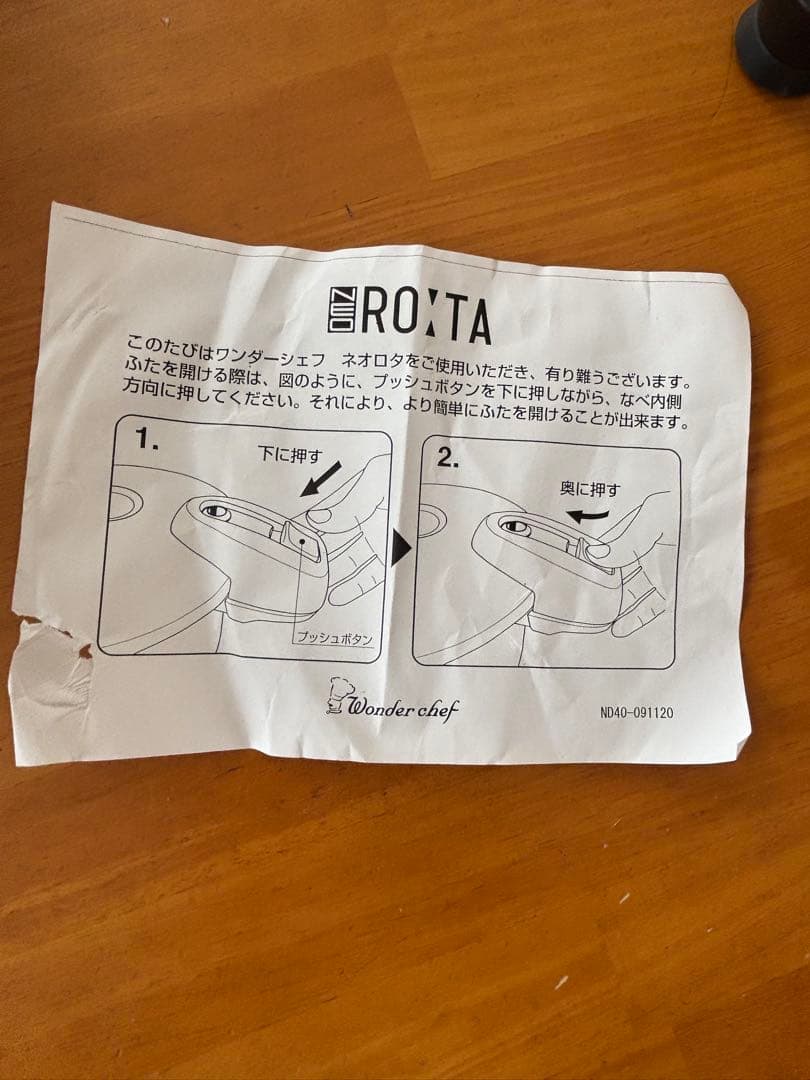 NEO ROTA
このたびはワンダーシェフ　ネオロタをご使用いただき、有り難うございます。
ふたを開ける際は、図のように、プッシュボタンを下に押しながら、なべ内側
方向に押してください。それにより、より簡単にふたを開けることが出来ます。
1.
下に押す
プッシュボタン
2.
奥に押す
Wonder chef
ND40-091120